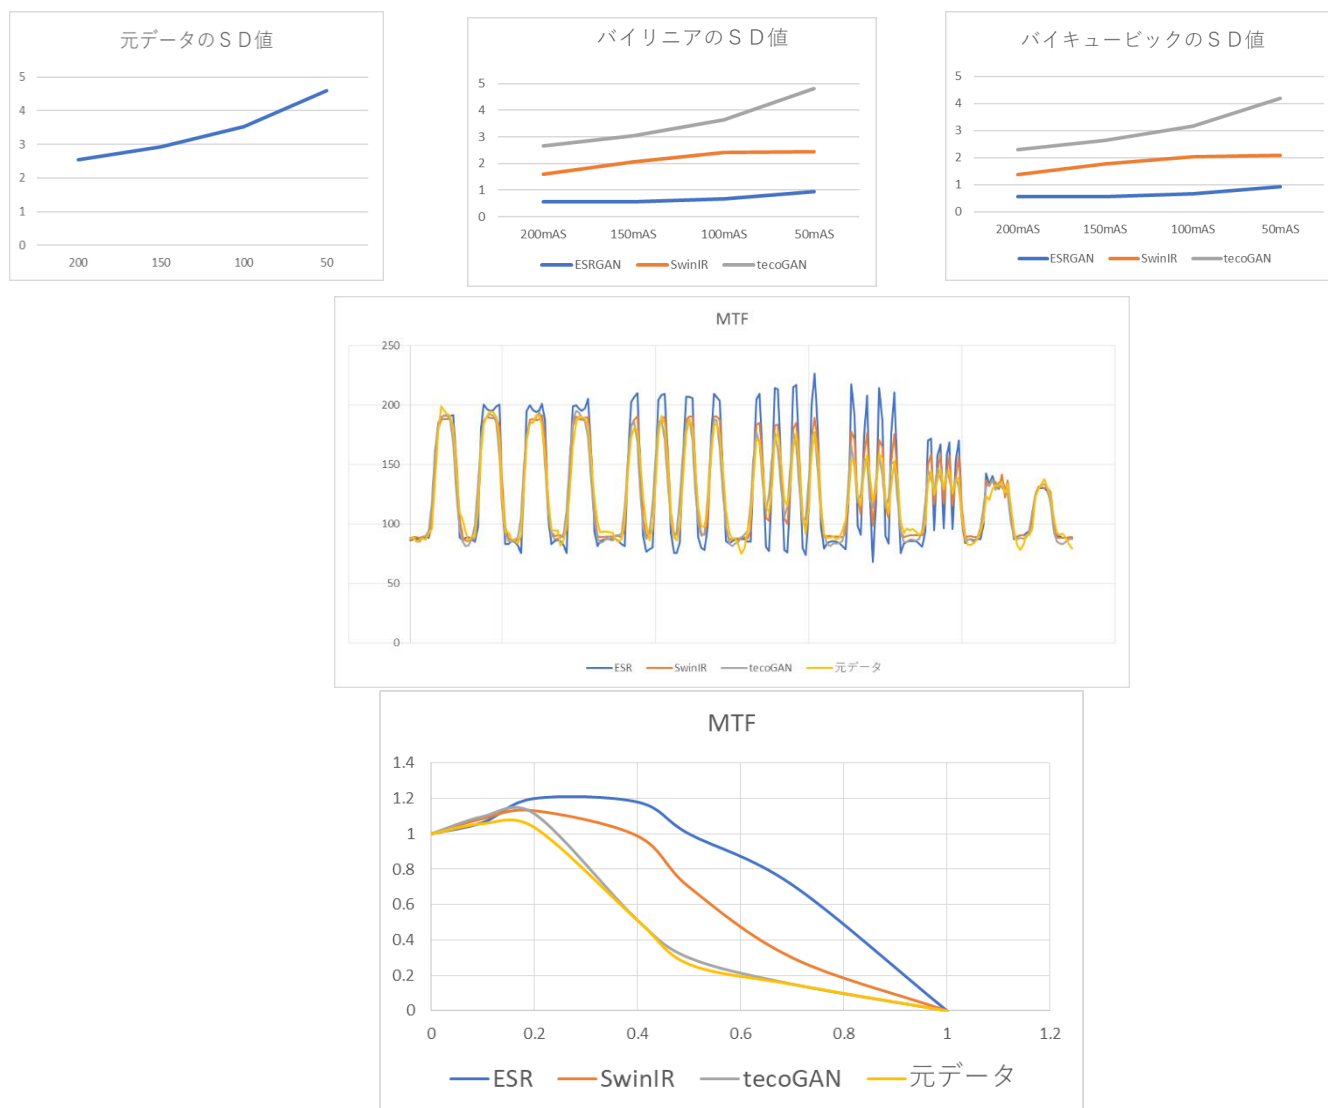 元データのＳＤ値
5
4
3
2
1
0
200 150 100 50
バイリニアのＳＤ値
5
4
3
2
1
0
200mAS 150mAS 100mAS 50mAS
ESRGAN SwinIR tecoGAN
バイキュービックのＳＤ値
5
4
3
2
1
0
200mAS 150mAS 100mAS 50mAS
ESRGAN SwinIR tecoGAN
MTF
250
200
150
100
50
0
ESR SwinIR tecoGAN 元データ
MTF
1.4
1.2
1
0.8
0.6
0.4
0.2
0
0 0.2 0.4 0.6 0.8 1 1.2
ESR SwinIR tecoGAN 元データ